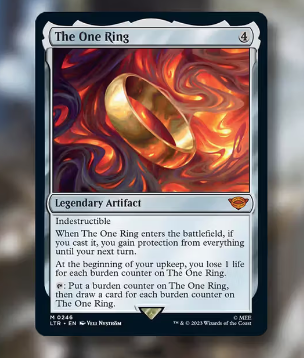 The One Ring 4
Legendary Artifact
Indestructible
When The One Ring enters the battlefield, if
you cast it, you gain protection from everything
until your next turn.
At the beginning of your upkeep, you lose 1 life
for each burden counter on The One Ring.
: Put a burden counter on The One Ring,
then draw a card for each burden counter
on The One Ring.
M 0246
LTR • EN Veli Nyström
© MEE
™ & © 2023 Wizards of the Coast